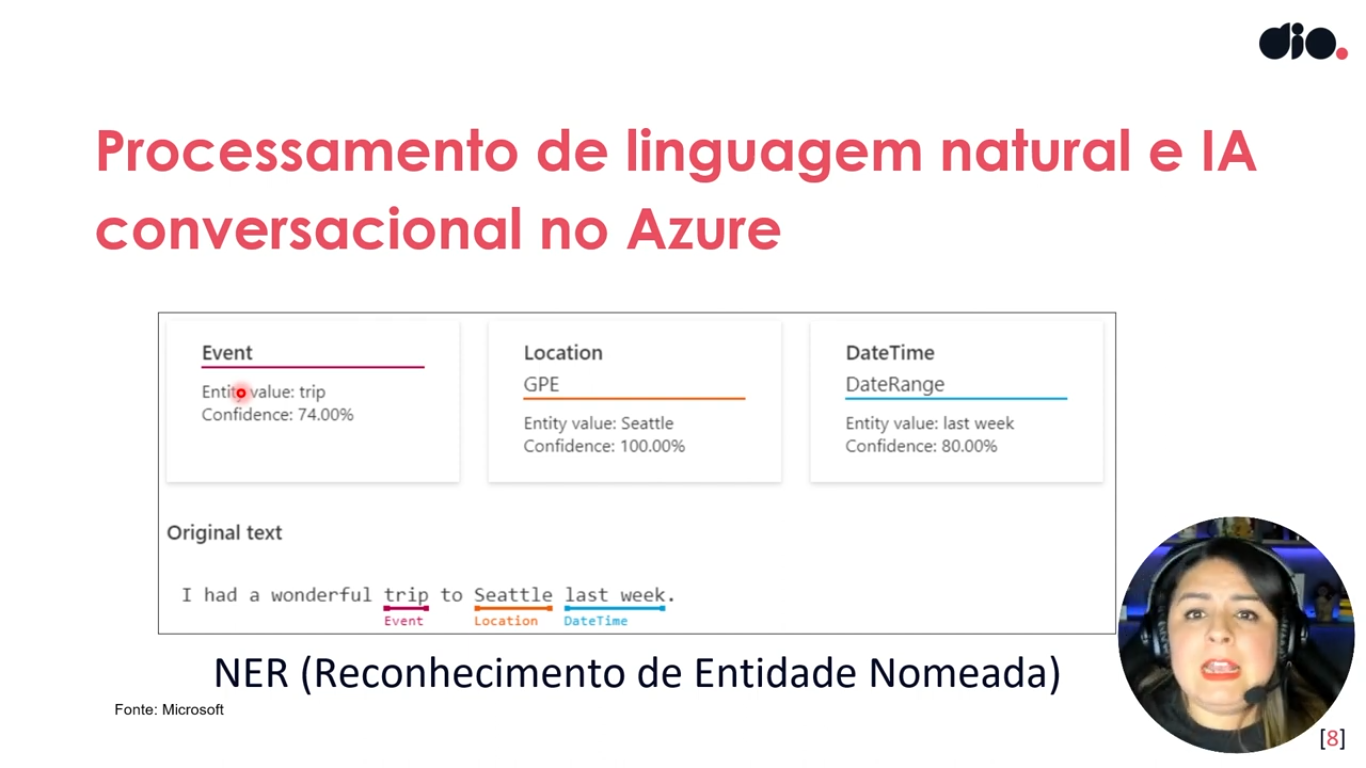 dio.
Processamento de linguagem natural e IA
conversacional no Azure
Event
Entity value: trip
Confidence: 74.00%
Location
GPE
Entity value: Seattle
Confidence: 100.00%
DateTime
DateRange
Entity value: last week
Confidence: 80.00%
Original text
I had a wonderful trip to Seattle last week.
Event Location DateTime
NER (Reconhecimento de Entidade Nomeada)
Fonte: Microsoft
[8]